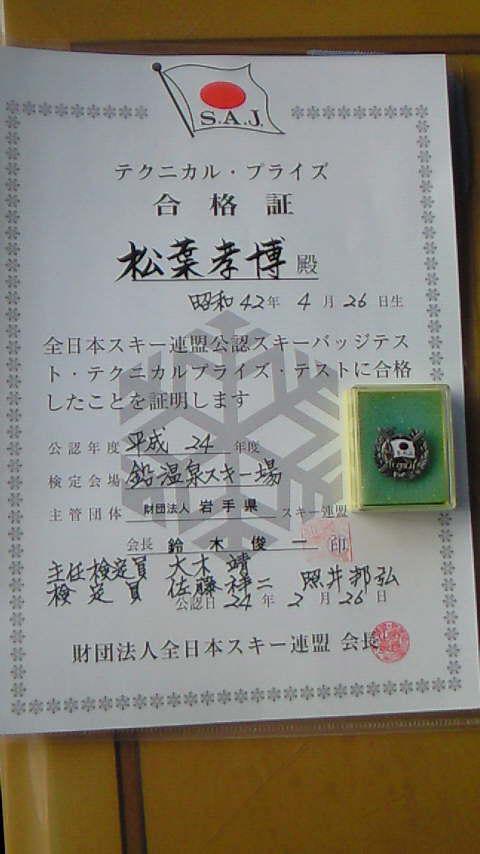 S.A.J.
テクニカル・プライズ
合格証
松葉孝博殿
昭和42年4月26日生
全日本スキー連盟公認スキーバッジテス
ト・テクニカルプライズ・テストに合格
したことを証明します
公認年度 平成 24 年度
検定会場 鉛温泉スキー場
主管団体 財団法人 岩手県 スキー連盟
会長 鈴木俊一 印
主任検定員 大木靖
検定員 佐藤祥二 照井邦弘
公認日 24年2月26日
財団法人全日本スキー連盟 会長